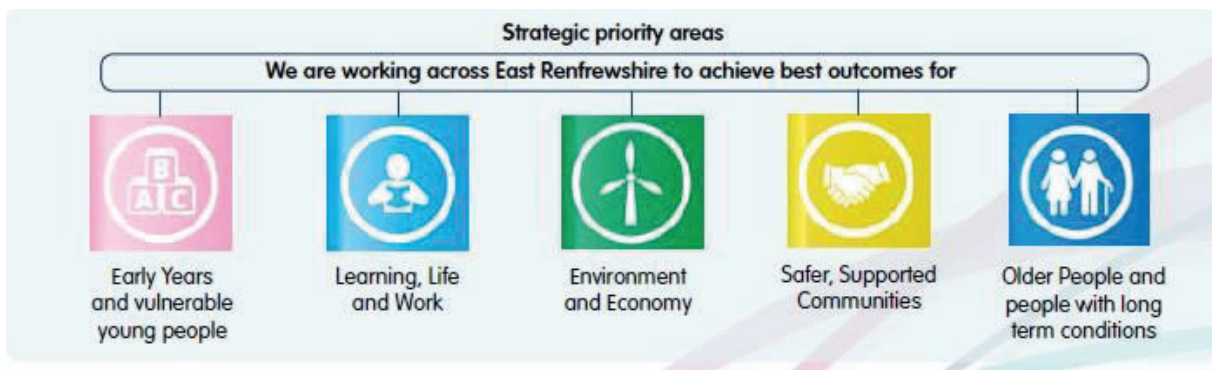 Strategic priority areas
We are working across East Renfrewshire to achieve best outcomes for
B
A C
Early Years
and vulnerable
young people
Learning, Life
and Work
Environment
and Economy
Safer, Supported
Communities
Older People and
people with long
term conditions